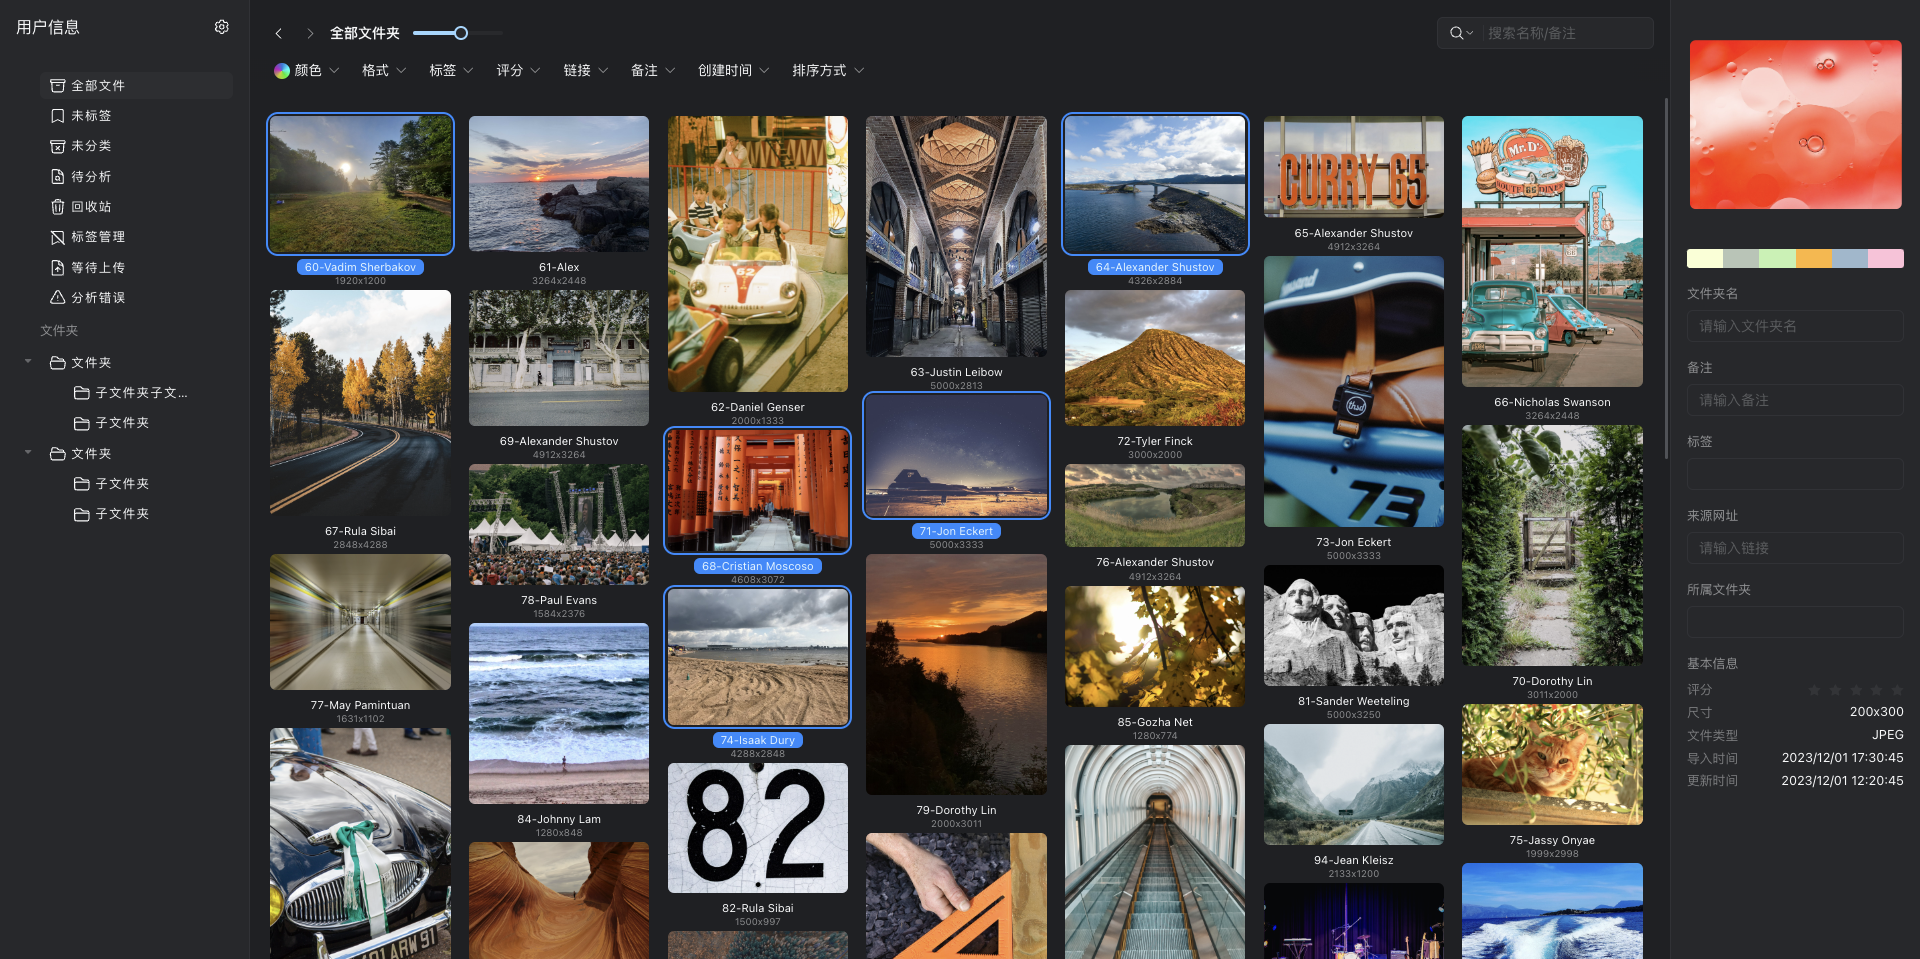 用户信息
全部文件
未标签
未分类
待分析
回收站
标签管理
等待上传
分析错误
文件夹
文件夹
子文件夹子文...
子文件夹
文件夹
子文件夹
子文件夹
全部文件夹
搜索名称/备注
颜色 格式 标签 评分 链接 备注 创建时间 排序方式
60-Vadim Sherbakov
1920x1200
67-Rula Sibai
2848x4288
77-May Pamintuan
1631x1102
ARW 91
61-Alex
3264x2448
69-Alexander Shustov
4912x3264
78-Paul Evans
1584x2376
84-Johnny Lam
1280x848
62
62-Daniel Genser
2000x1333
68-Cristian Moscoso
4608x3072
74-Isaak Dury
4288x2848
82
82-Rula Sibai
1500x997
63-Justin Leibow
5000x2813
71-Jon Eckert
5000x3333
79-Dorothy Lin
2000x3011
64-Alexander Shustov
4326x2884
72-Tyler Finck
3000x2000
76-Alexander Shustov
4912x3264
85-Gozha Net
1280x774
CURRY 65
65-Alexander Shustov
4912x3264
thud
73
73-Jon Eckert
5000x3333
81-Sander Weeteling
5000x3250
94-Jean Kleisz
2133x1200
Mr. D'z
ROUTE 66 DINER
66-Nicholas Swanson
3264x2448
70-Dorothy Lin
3011x2000
75-Jassy Onyae
1999x2998
文件夹名
请输入文件夹名
备注
请输入备注
标签
来源网址
请输入链接
所属文件夹
基本信息
评分
尺寸 200x300
文件类型 JPEG
导入时间 2023/12/01 17:30:45
更新时间 2023/12/01 12:20:45